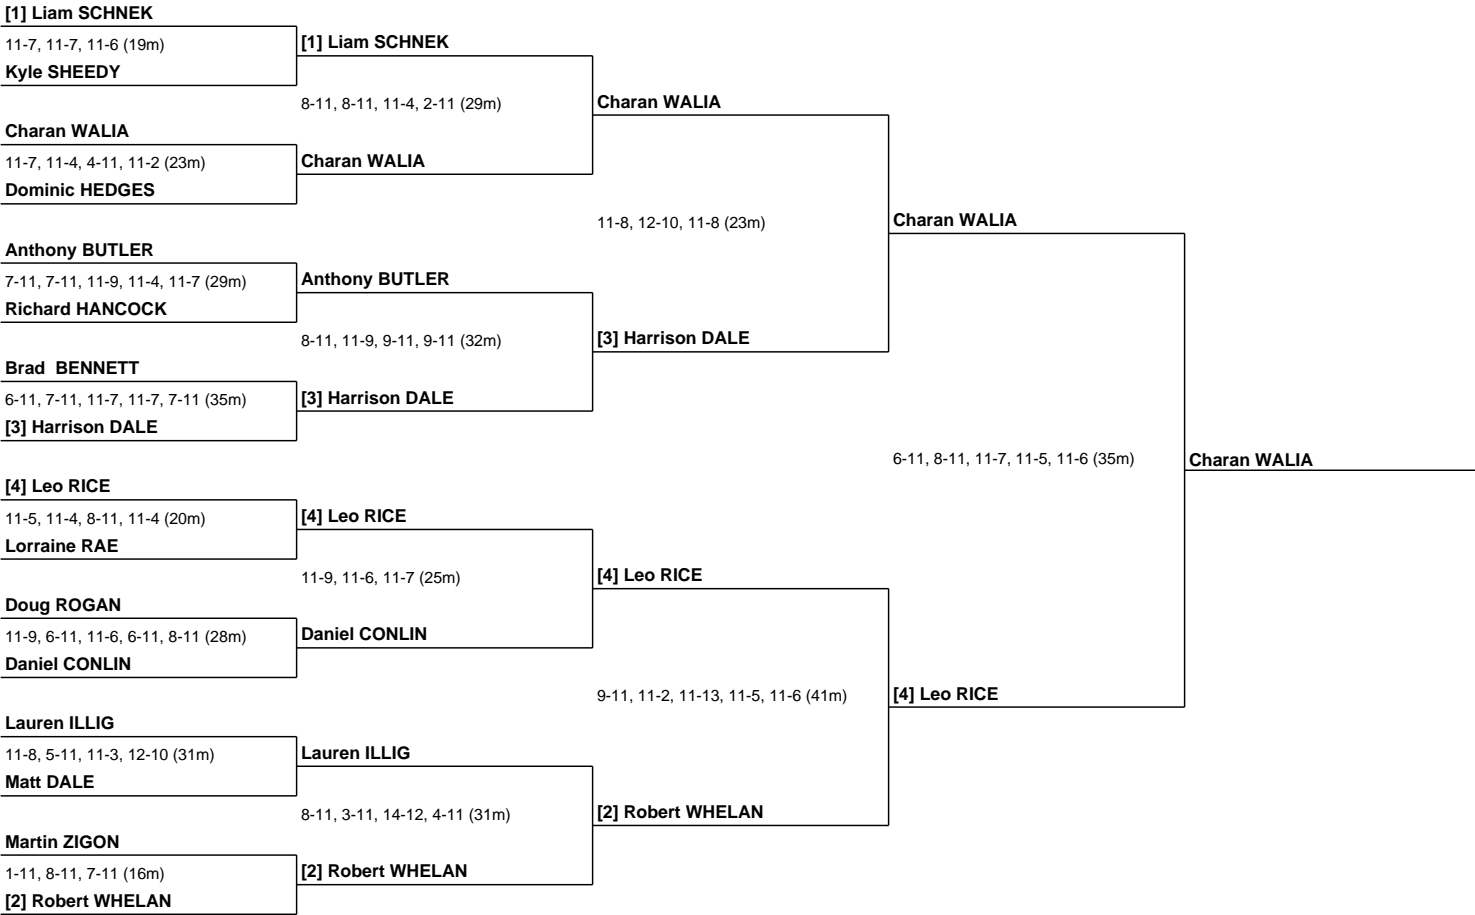 [1] Liam SCHNEK
11-7, 11-7, 11-6 (19m)
[1] Liam SCHNEK
Kyle SHEEDY
8-11, 8-11, 11-4, 2-11 (29m)
Charan WALIA
Charan WALIA
11-7, 11-4, 4-11, 11-2 (23m)
Charan WALIA
Dominic HEDGES
11-8, 12-10, 11-8 (23m)
Charan WALIA
Anthony BUTLER
7-11, 7-11, 11-9, 11-4, 11-7 (29m)
Anthony BUTLER
Richard HANCOCK
8-11, 11-9, 9-11, 9-11 (32m)
[3] Harrison DALE
Brad BENNETT
6-11, 7-11, 11-7, 11-7, 7-11 (35m)
[3] Harrison DALE
[3] Harrison DALE
6-11, 8-11, 11-7, 11-5, 11-6 (35m)
Charan WALIA
[4] Leo RICE
11-5, 11-4, 8-11, 11-4 (20m)
[4] Leo RICE
Lorraine RAE
11-9, 11-6, 11-7 (25m)
[4] Leo RICE
Doug ROGAN
11-9, 6-11, 11-6, 6-11, 8-11 (28m)
Daniel CONLIN
Daniel CONLIN
9-11, 11-2, 11-13, 11-5, 11-6 (41m)
[4] Leo RICE
Lauren ILLIG
11-8, 5-11, 11-3, 12-10 (31m)
Lauren ILLIG
Matt DALE
8-11, 3-11, 14-12, 4-11 (31m)
[2] Robert WHELAN
Martin ZIGON
1-11, 8-11, 7-11 (16m)
[2] Robert WHELAN
[2] Robert WHELAN